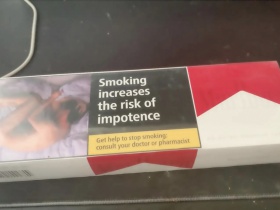 Smoking
increases
the risk of
impotence
Get help to stop smoking:
consult your doctor or pharmacist